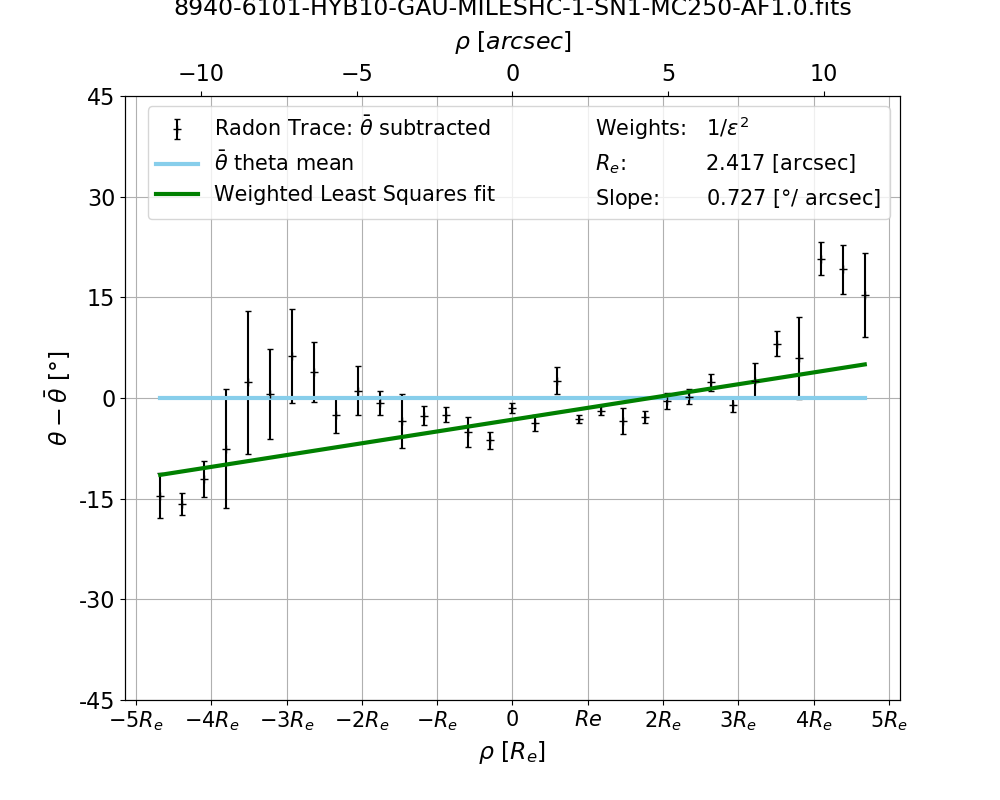 8940-6101-HYB10-GAU-MILESHC-1-SN1-MC250-AF1.0.fits
ρ [arcsec]
−10 −5 0 5 10
45
30
15
0
-15
-30
-45
θ − θ̄ [°]
Radon Trace: θ̄ subtracted
θ̄ theta mean
Weighted Least Squares fit
Weights: 1/ε²
Rₑ: 2.417 [arcsec]
Slope: 0.727 [°/ arcsec]
−5Rₑ −4Rₑ −3Rₑ −2Rₑ −Rₑ 0 Re 2Rₑ 3Rₑ 4Rₑ 5Rₑ
ρ [Rₑ]